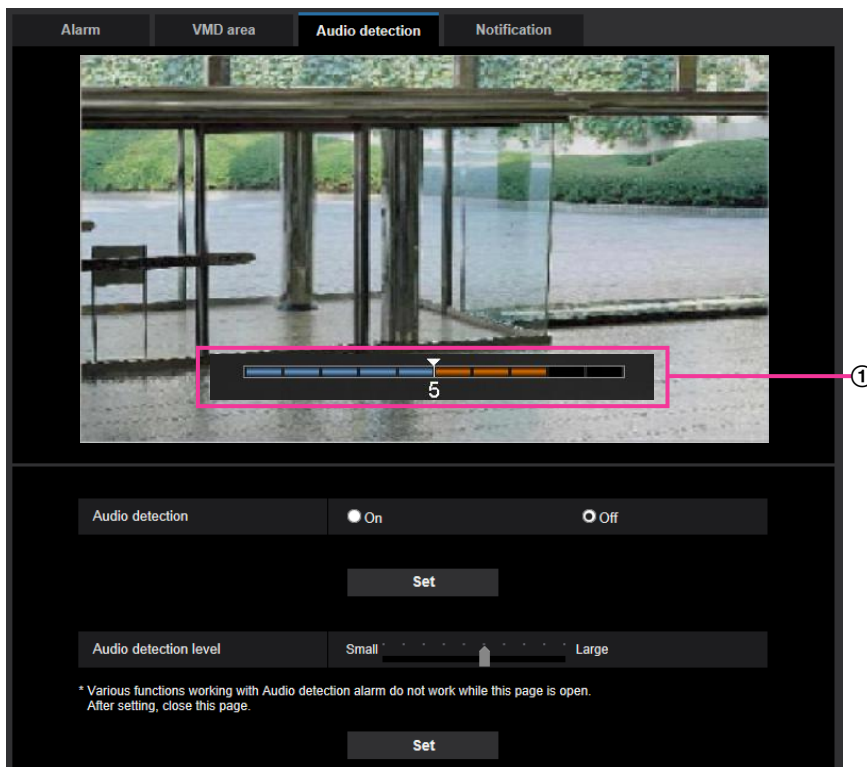 Alarm VMD area Audio detection Notification
5
①
Audio detection On Off
Set
Audio detection level Small Large
* Various functions working with Audio detection alarm do not work while this page is open.
After setting, close this page.
Set